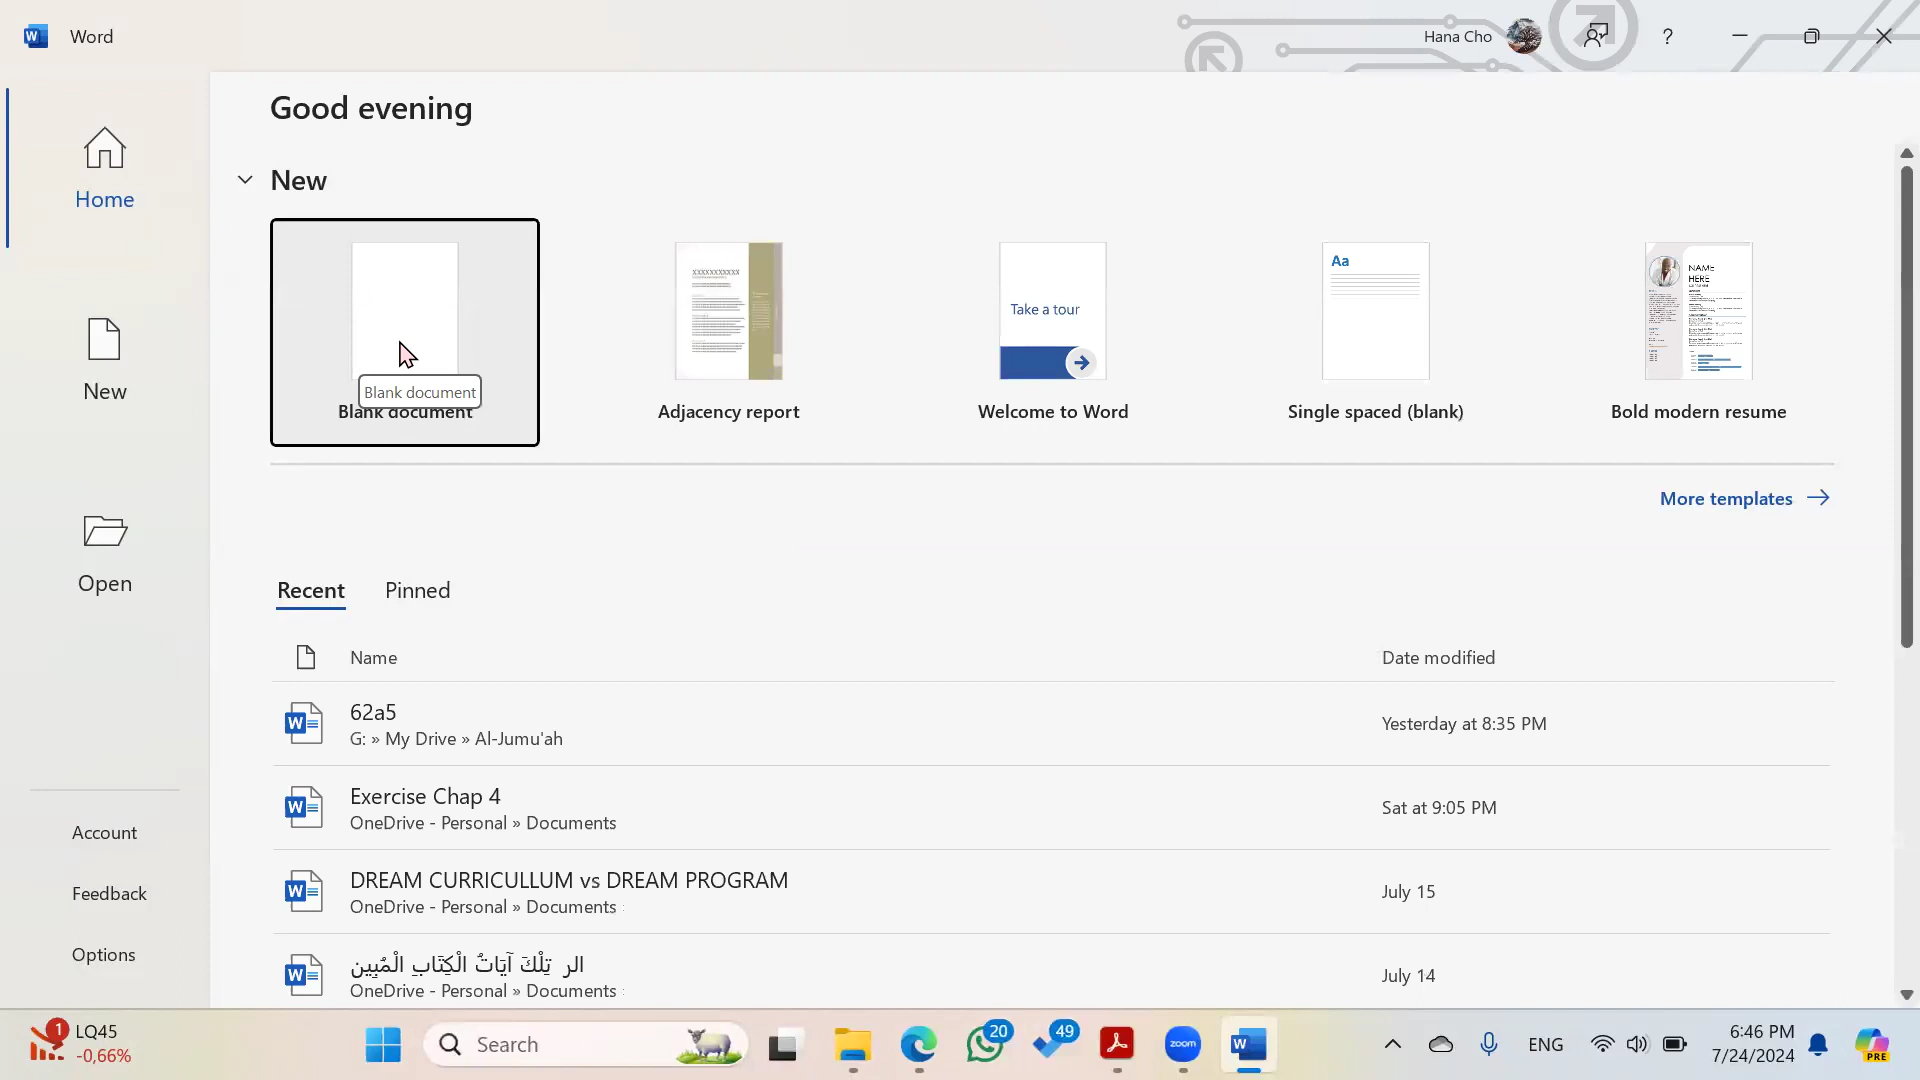 Word
Hana Cho
?
Home
New
Open
Account
Feedback
Options
Good evening
New
Blank document
Blank document
XXXXXXXXXXX
Adjacency report
Take a tour
Welcome to Word
Aa
Single spaced (blank)
NAME
HERE
Bold modern resume
More templates
Recent
Pinned
Name
Date modified
62a5
G: » My Drive » Al-Jumu'ah
Yesterday at 8:35 PM
Exercise Chap 4
OneDrive - Personal » Documents
Sat at 9:05 PM
DREAM CURRICULLUM vs DREAM PROGRAM
OneDrive - Personal » Documents
July 15
الر تِلْكَ آيَاتُ الْكِتَابِ الْمُبِينِ
OneDrive - Personal » Documents
July 14
1
LQ45
-0,66%
Search
20
49
zoom
W
ENG
6:46 PM
7/24/2024
PRE